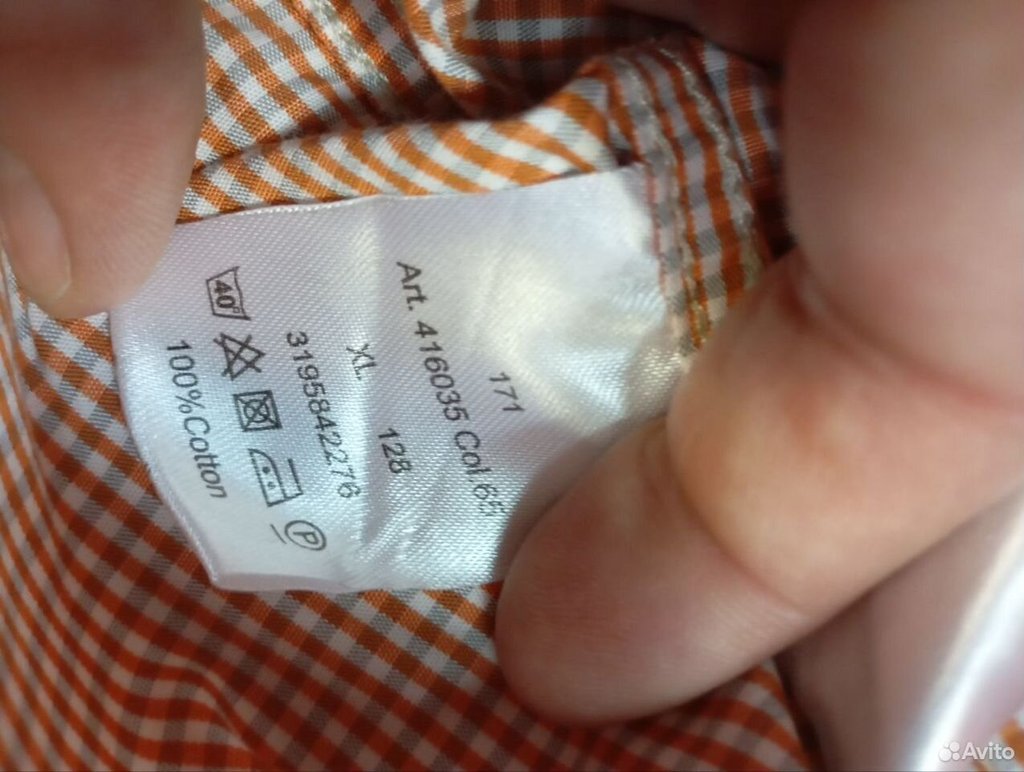 171
Art. 416035 Col.65
XL 128
3195842276
40°
P
100%Cotton
Avito